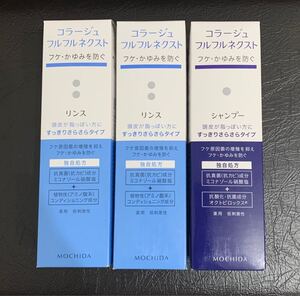 コラージュ
フルフルネクスト
フケ・かゆみを防ぐ
リンス
頭皮が脂っぽい方に
すっきりさらさらタイプ
フケ原因菌の増殖を抑え
フケ・かゆみを防ぐ
独自処方
抗真菌(抗カビ)成分
ミコナゾール硝酸塩
+
植物性(アミノ酸系)
コンディショニング成分
薬用 低刺激性
MOCHIDA
コラージュ
フルフルネクスト
フケ・かゆみを防ぐ
リンス
頭皮が脂っぽい方に
すっきりさらさらタイプ
フケ原因菌の増殖を抑え
フケ・かゆみを防ぐ
独自処方
抗真菌(抗カビ)成分
ミコナゾール硝酸塩
+
植物性(アミノ酸系)
コンディショニング成分
薬用 低刺激性
MOCHIDA
コラージュ
フルフルネクスト
フケ・かゆみを防ぐ
シャンプー
頭皮が脂っぽい方に
すっきりさらさらタイプ
フケ原因菌の増殖を抑え
フケ・かゆみを防ぐ
独自処方
抗真菌(抗カビ)成分
ミコナゾール硝酸塩
+
抗酸化・抗菌成分
オクトピロックス®
薬用 低刺激性
MOCHIDA